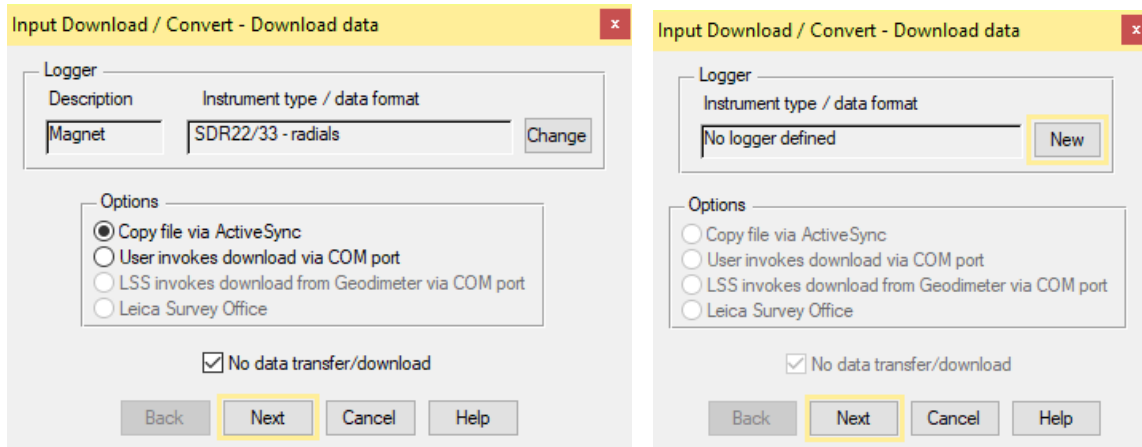 Input Download / Convert - Download data
x
Logger
Description
Instrument type / data format
Magnet
SDR22/33 - radials
Change
Options
Copy file via ActiveSync
User invokes download via COM port
LSS invokes download from Geodimeter via COM port
Leica Survey Office
No data transfer/download
Back
Next
Cancel
Help
Input Download / Convert - Download data
x
Logger
Instrument type / data format
No logger defined
New
Options
Copy file via ActiveSync
User invokes download via COM port
LSS invokes download from Geodimeter via COM port
Leica Survey Office
No data transfer/download
Back
Next
Cancel
Help